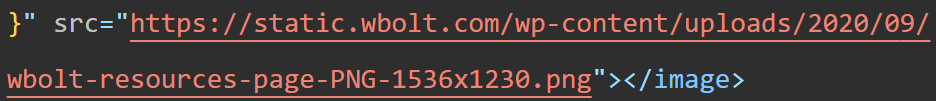 }" src="https://static.wbolt.com/wp-content/uploads/2020/09/
wbolt-resources-page-PNG-1536x1230.png"></image>